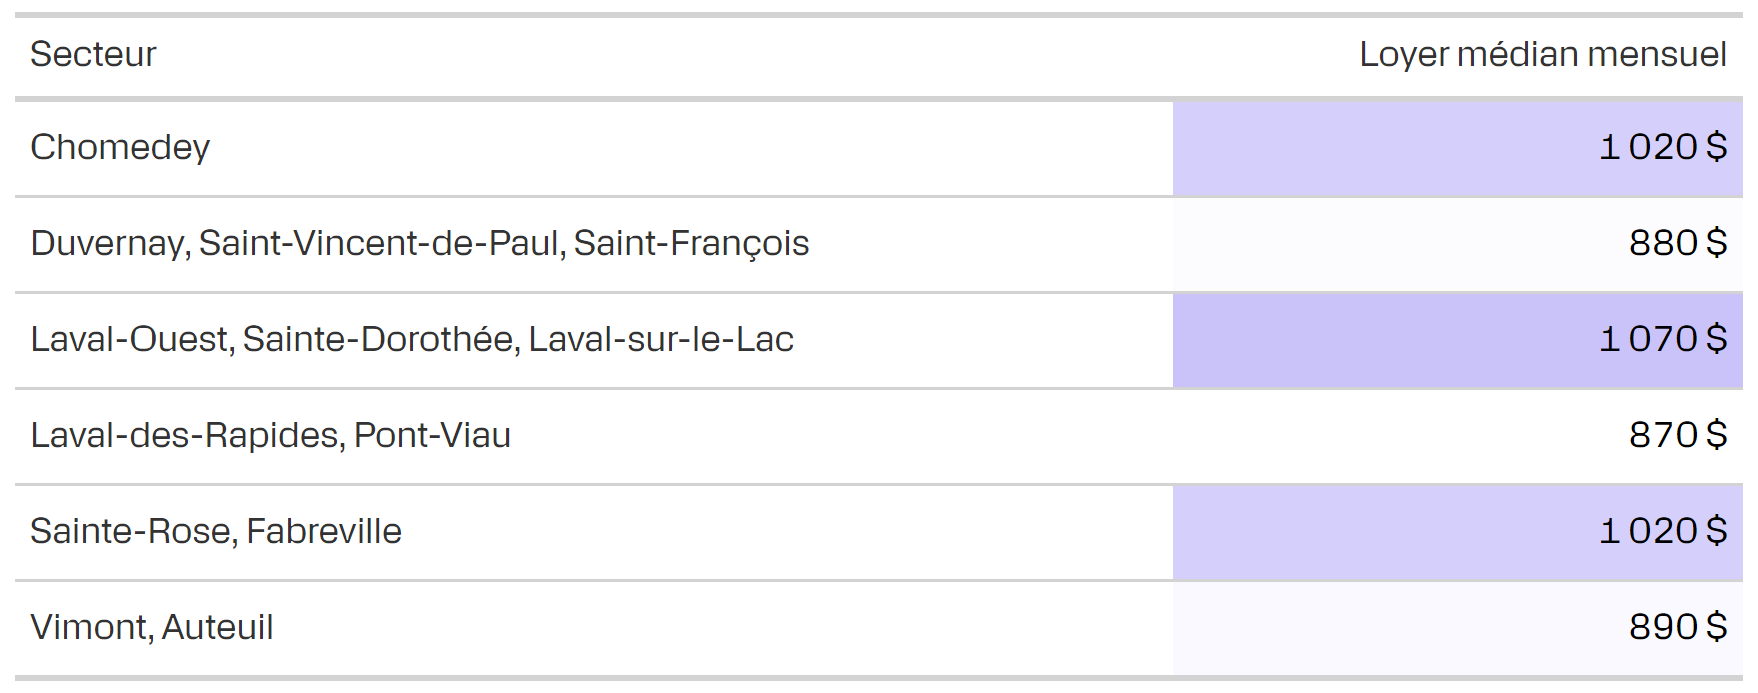 Secteur Loyer médian mensuel
Chomedey 1 020 $
Duvernay, Saint-Vincent-de-Paul, Saint-François 880 $
Laval-Ouest, Sainte-Dorothée, Laval-sur-le-Lac 1 070 $
Laval-des-Rapides, Pont-Viau 870 $
Sainte-Rose, Fabreville 1 020 $
Vimont, Auteuil 890 $